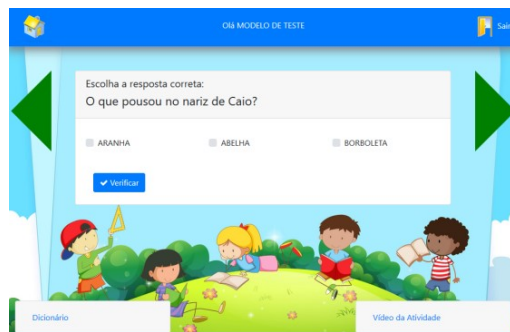 Olá MODELO DE TESTE
Sair
Escolha a resposta correta:
O que pousou no nariz de Caio?
ARANHA
ABELHA
BORBOLETA
Verificar
Dicionário
Vídeo da Atividade